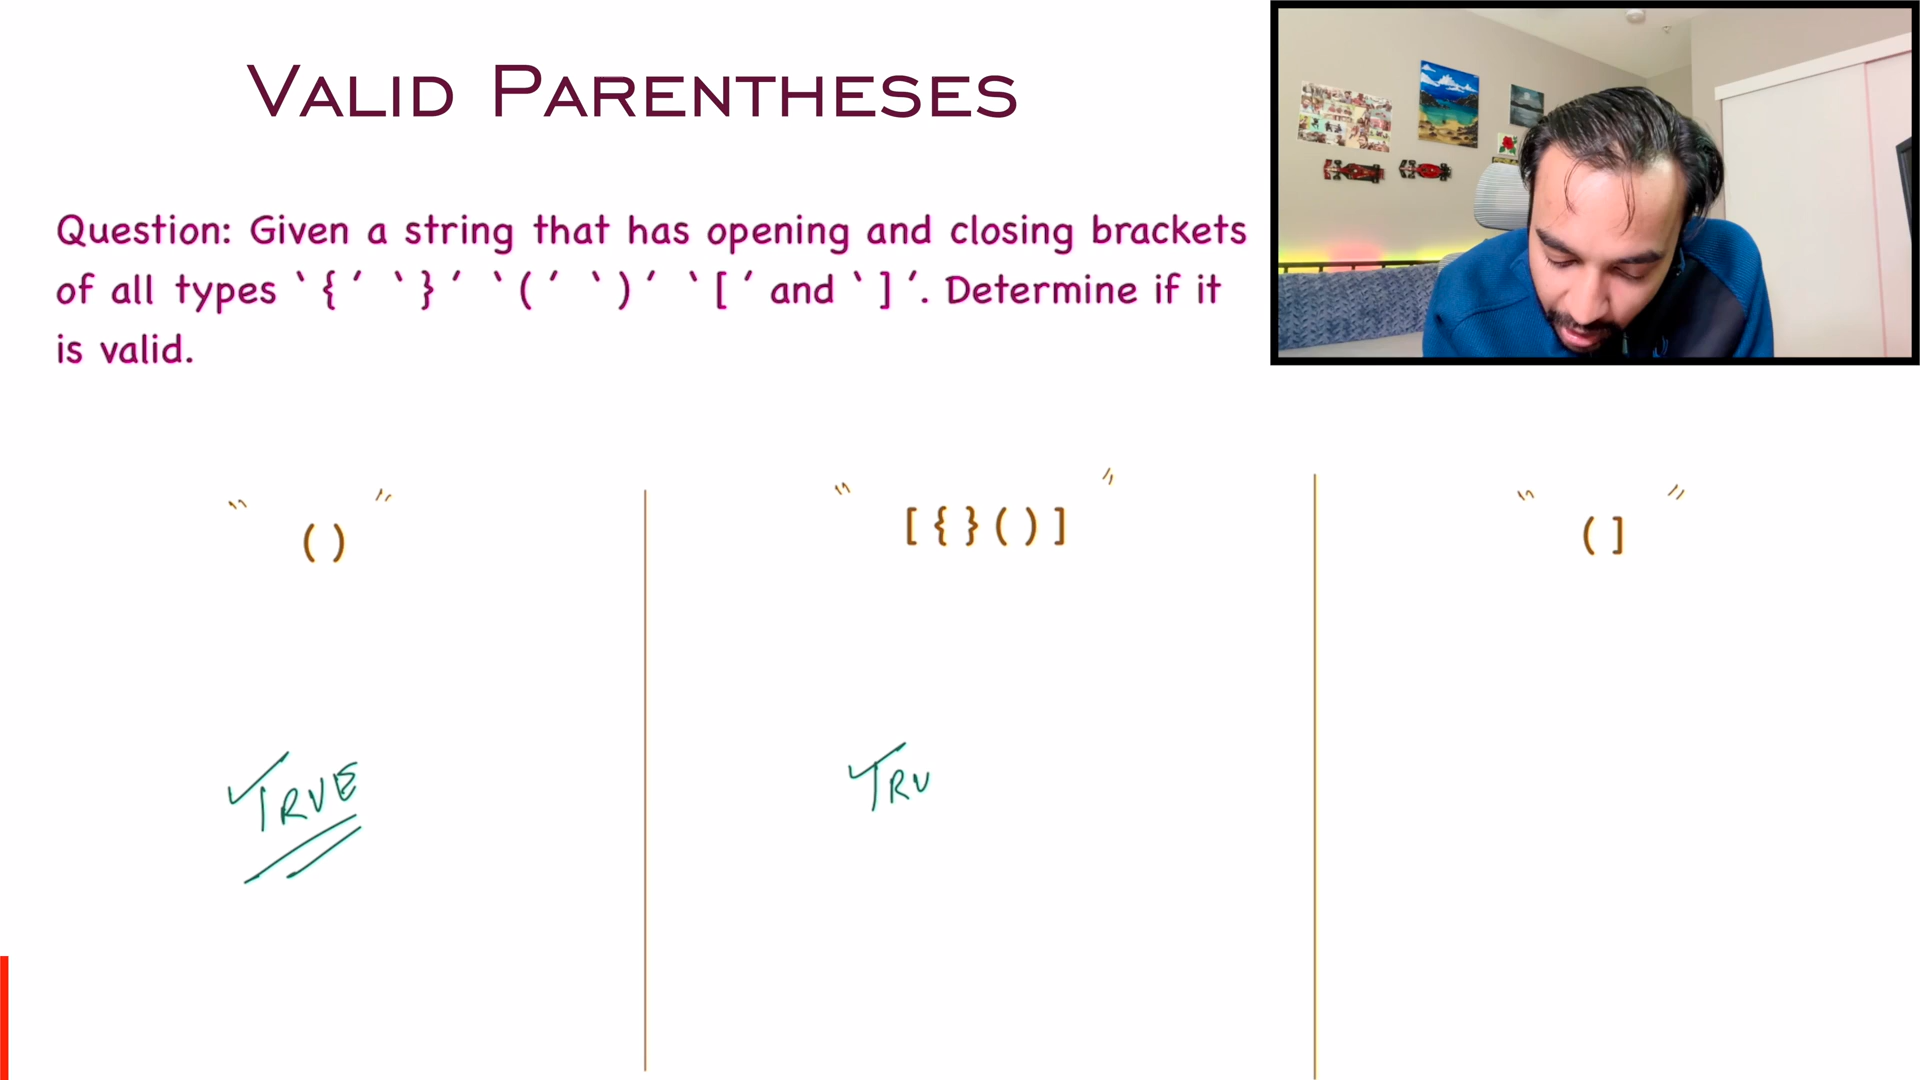 VALID PARENTHESES
Question: Given a string that has opening and closing brackets
of all types ‵{′ ‵}′ ‵(′ ‵)′ ‵[′ and ‵]′. Determine if it
is valid.
" () "
" [{}()] "
" (] "
TRUE
TRU